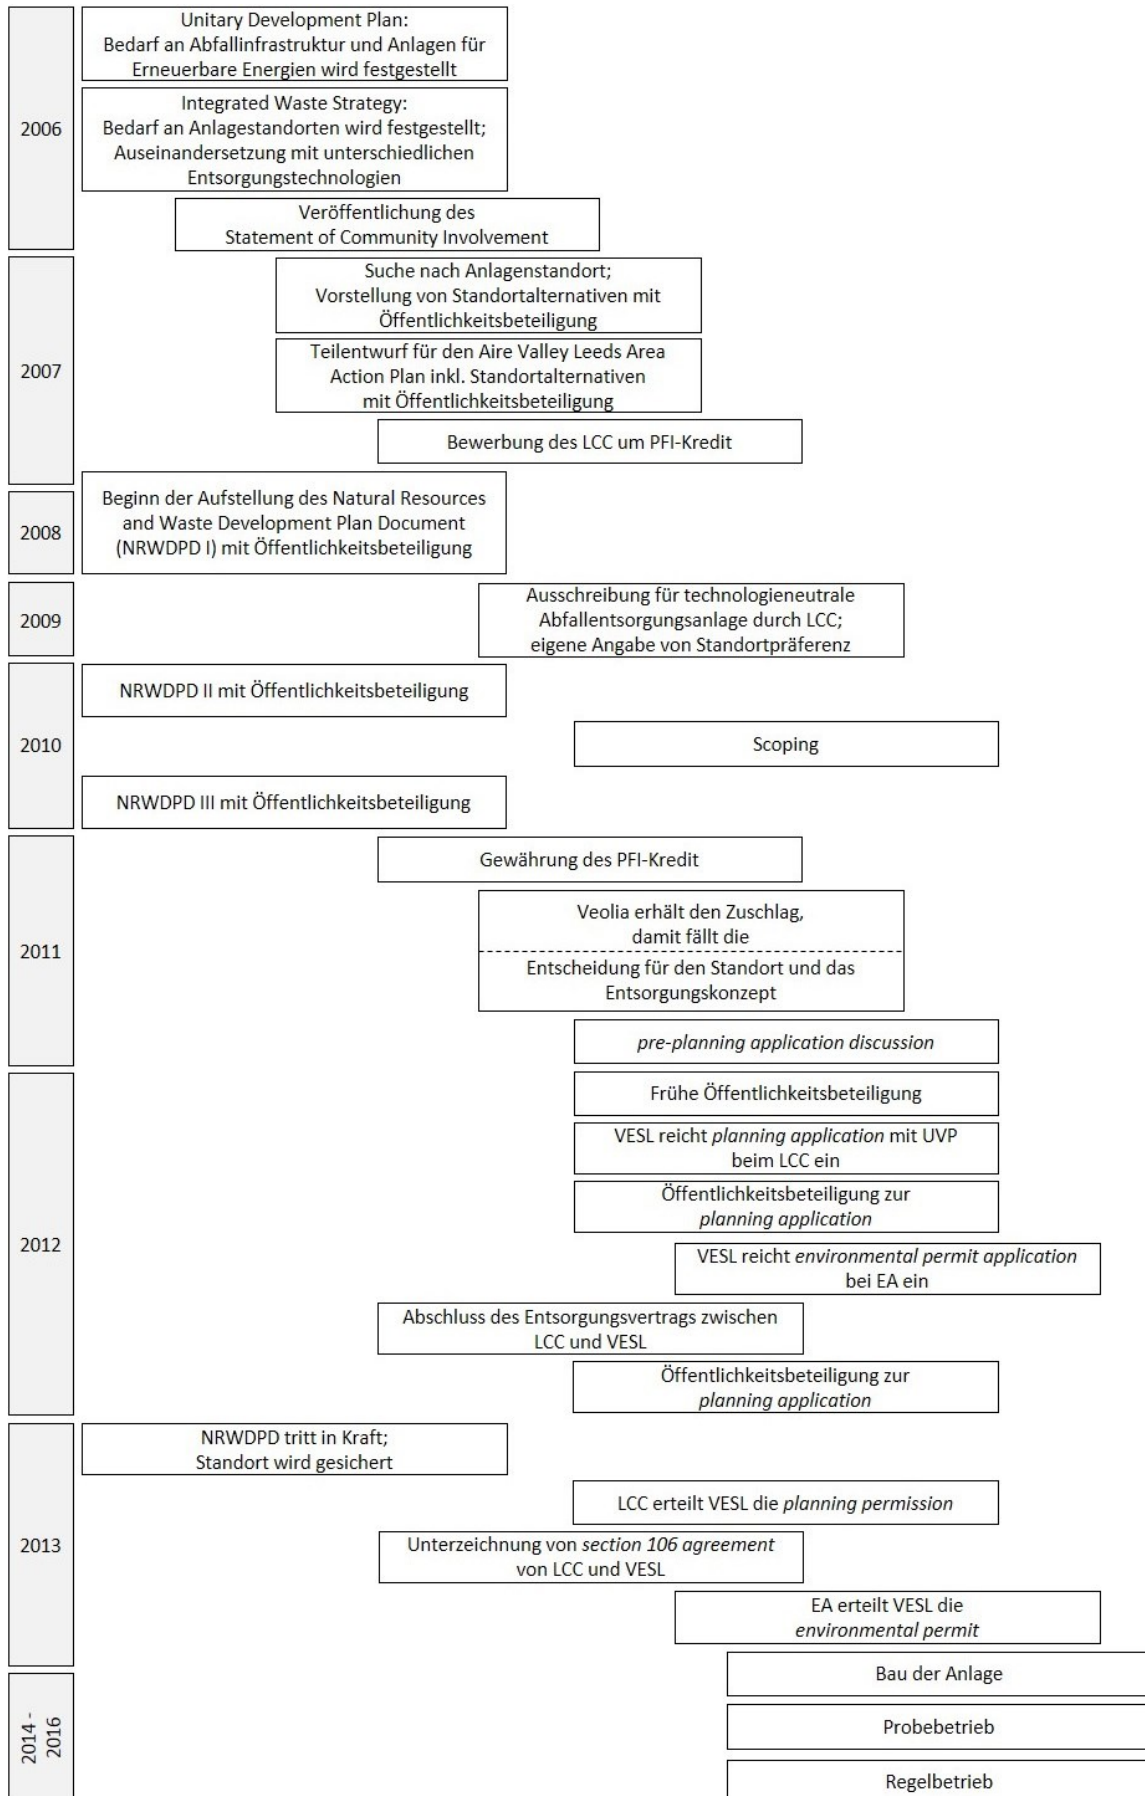 2006
Unitary Development Plan:
Bedarf an Abfallinfrastruktur und Anlagen für
Erneuerbare Energien wird festgestellt
Integrated Waste Strategy:
Bedarf an Anlagestandorten wird festgestellt;
Auseinandersetzung mit unterschiedlichen
Entsorgungstechnologien
Veröffentlichung des
Statement of Community Involvement
2007
Suche nach Anlagenstandort;
Vorstellung von Standortalternativen mit
Öffentlichkeitsbeteiligung
Teilentwurf für den Aire Valley Leeds Area
Action Plan inkl. Standortalternativen
mit Öffentlichkeitsbeteiligung
Bewerbung des LCC um PFI-Kredit
2008
Beginn der Aufstellung des Natural Resources
and Waste Development Plan Document
(NRWDPD I) mit Öffentlichkeitsbeteiligung
2009
Ausschreibung für technologieneutrale
Abfallentsorgungsanlage durch LCC;
eigene Angabe von Standortpräferenz
2010
NRWDPD II mit Öffentlichkeitsbeteiligung
Scoping
NRWDPD III mit Öffentlichkeitsbeteiligung
2011
Gewährung des PFI-Kredit
Veolia erhält den Zuschlag,
damit fällt die
Entscheidung für den Standort und das
Entsorgungskonzept
pre-planning application discussion
2012
Frühe Öffentlichkeitsbeteiligung
VESL reicht planning application mit UVP
beim LCC ein
Öffentlichkeitsbeteiligung zur
planning application
VESL reicht environmental permit application
bei EA ein
Abschluss des Entsorgungsvertrags zwischen
LCC und VESL
Öffentlichkeitsbeteiligung zur
planning application
2013
NRWDPD tritt in Kraft;
Standort wird gesichert
LCC erteilt VESL die planning permission
Unterzeichnung von section 106 agreement
von LCC und VESL
EA erteilt VESL die
environmental permit
Bau der Anlage
2014 -
2016
Probebetrieb
Regelbetrieb